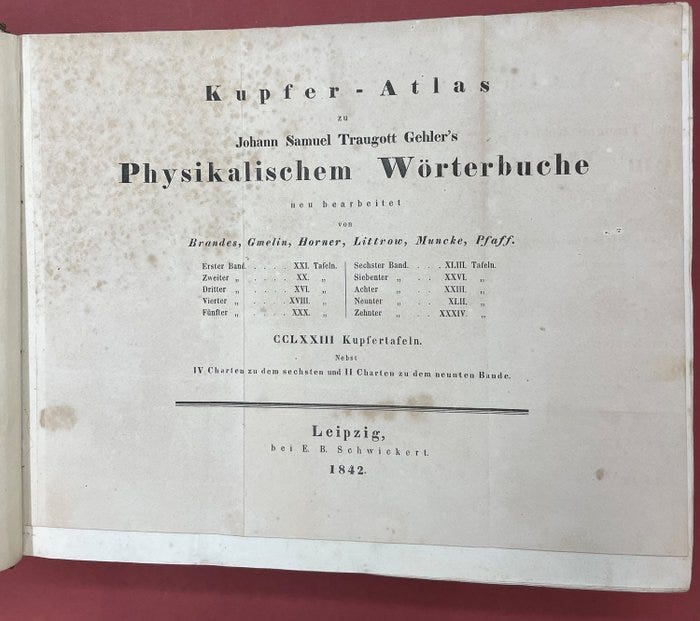 Kupfer-Atlas
zu
Johann Samuel Traugott Gehler's
Physikalischem Wörterbuche
neu bearbeitet
von
Brandes, Gmelin, Horner, Littrow, Muncke, Pfaff.
Erster Band. . . . . XXI. Tafeln.
Zweiter „ . . . . . XX. „
Dritter „ . . . . . XVI. „
Vierter „ . . . . . XVIII. „
Fünfter „ . . . . . XXX. „
Sechster Band. . . . XLIII. Tafeln.
Siebenter „ . . . XXVI. „
Achter „ . . . XXIII. „
Neunter „ . . . XLII. „
Zehnter „ . . . XXXIV. „
CCLXXIII Kupfertafeln.
Nebst
IV Charten zu dem sechsten und II Charten zu dem neunten Bande.
Leipzig,
bei E. B. Schwickert.
1842.